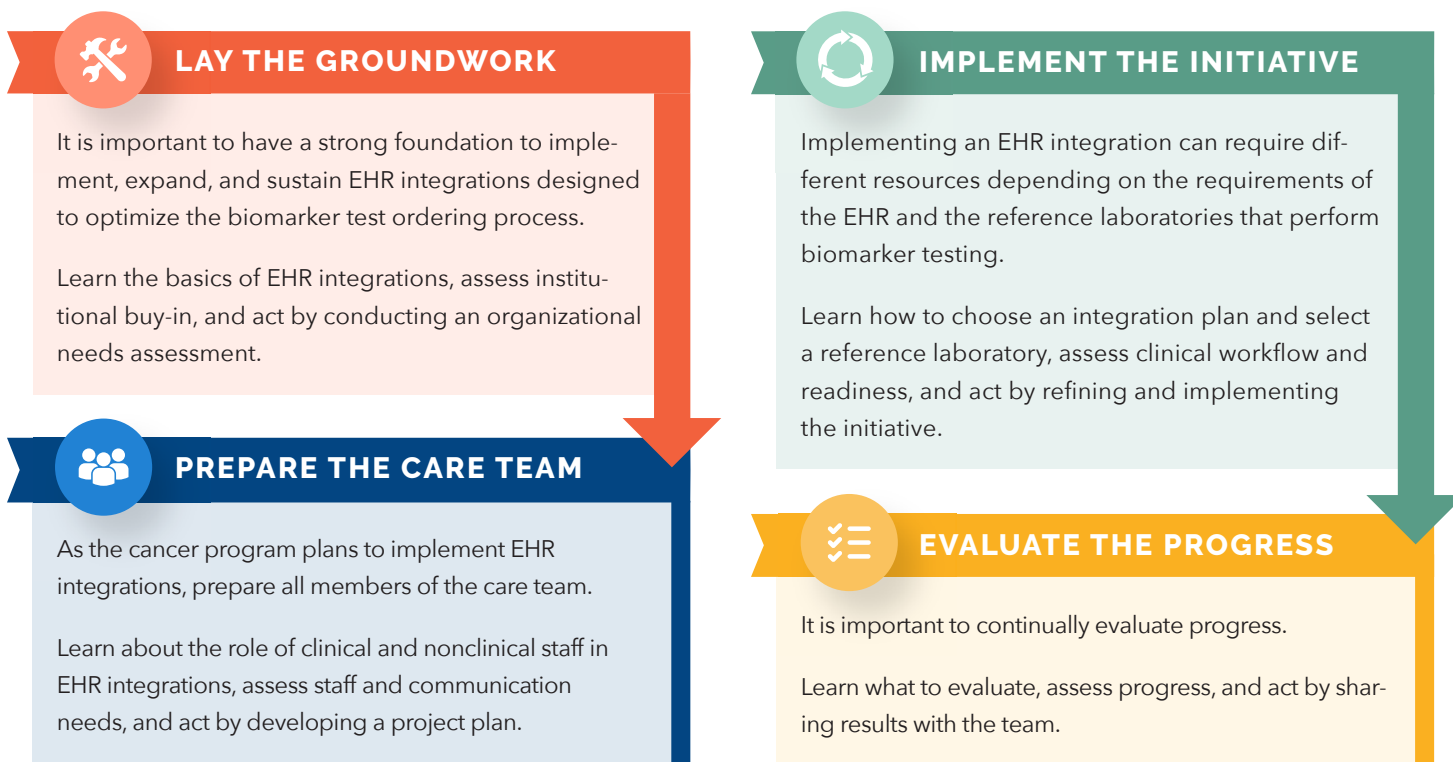 LAY THE GROUNDWORK
It is important to have a strong foundation to imple-
ment, expand, and sustain EHR integrations designed
to optimize the biomarker test ordering process.
Learn the basics of EHR integrations, assess institu-
tional buy-in, and act by conducting an organizational
needs assessment.
PREPARE THE CARE TEAM
As the cancer program plans to implement EHR
integrations, prepare all members of the care team.
Learn about the role of clinical and nonclinical staff in
EHR integrations, assess staff and communication
needs, and act by developing a project plan.
IMPLEMENT THE INITIATIVE
Implementing an EHR integration can require dif-
ferent resources depending on the requirements of
the EHR and the reference laboratories that perform
biomarker testing.
Learn how to choose an integration plan and select
a reference laboratory, assess clinical workflow and
readiness, and act by refining and implementing
the initiative.
EVALUATE THE PROGRESS
It is important to continually evaluate progress.
Learn what to evaluate, assess progress, and act by shar-
ing results with the team.